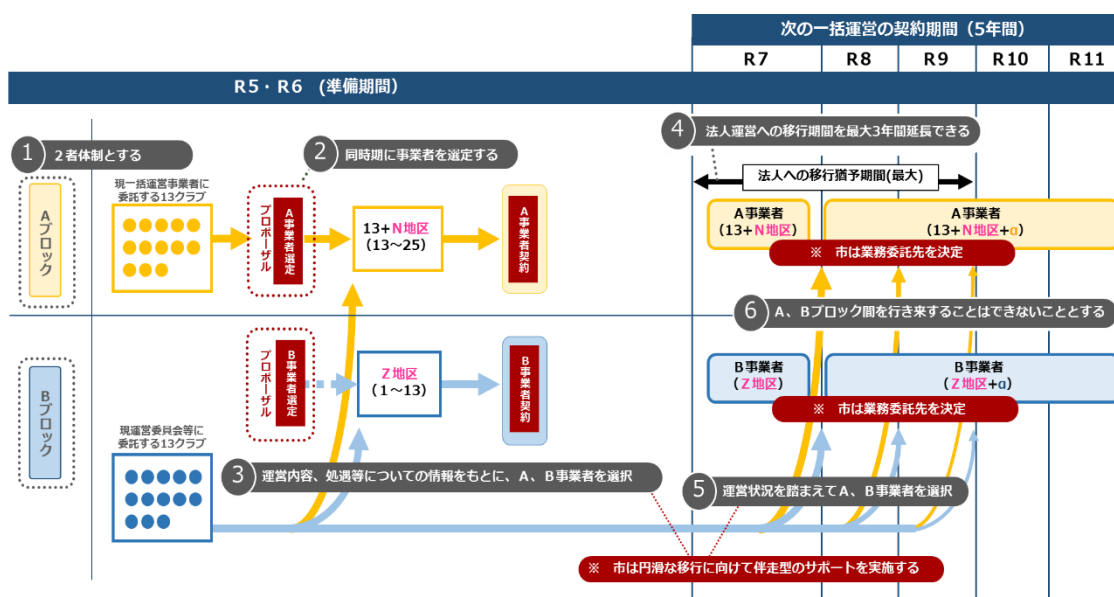 次の一括運営の契約期間(5年間)
R7
R8
R9
R10
R11
R5・R6 (準備期間)
1 2者体制とする
2 同時期に事業者を選定する
4 法人運営への移行期間を最大3年間延長できる
法人への移行猶予期間(最大)
Aブロック
現一括運営事業者に
委託する13クラブ
プロポーザル
A事業者選定
13+N地区
(13~25)
A事業者契約
A事業者
(13+N地区)
A事業者
(13+N地区+α)
※ 市は業務委託先を決定
6 A、Bブロック間を行き来することはできないこととする
Bブロック
現運営委員会等に
委託する13クラブ
プロポーザル
B事業者選定
Z地区
(1~13)
B事業者契約
B事業者
(Z地区)
B事業者
(Z地区+α)
※ 市は業務委託先を決定
3 運営内容、処遇等についての情報をもとに、A、B事業者を選択
5 運営状況を踏まえてA、B事業者を選択
※ 市は円滑な移行に向けて伴走型のサポートを実施する